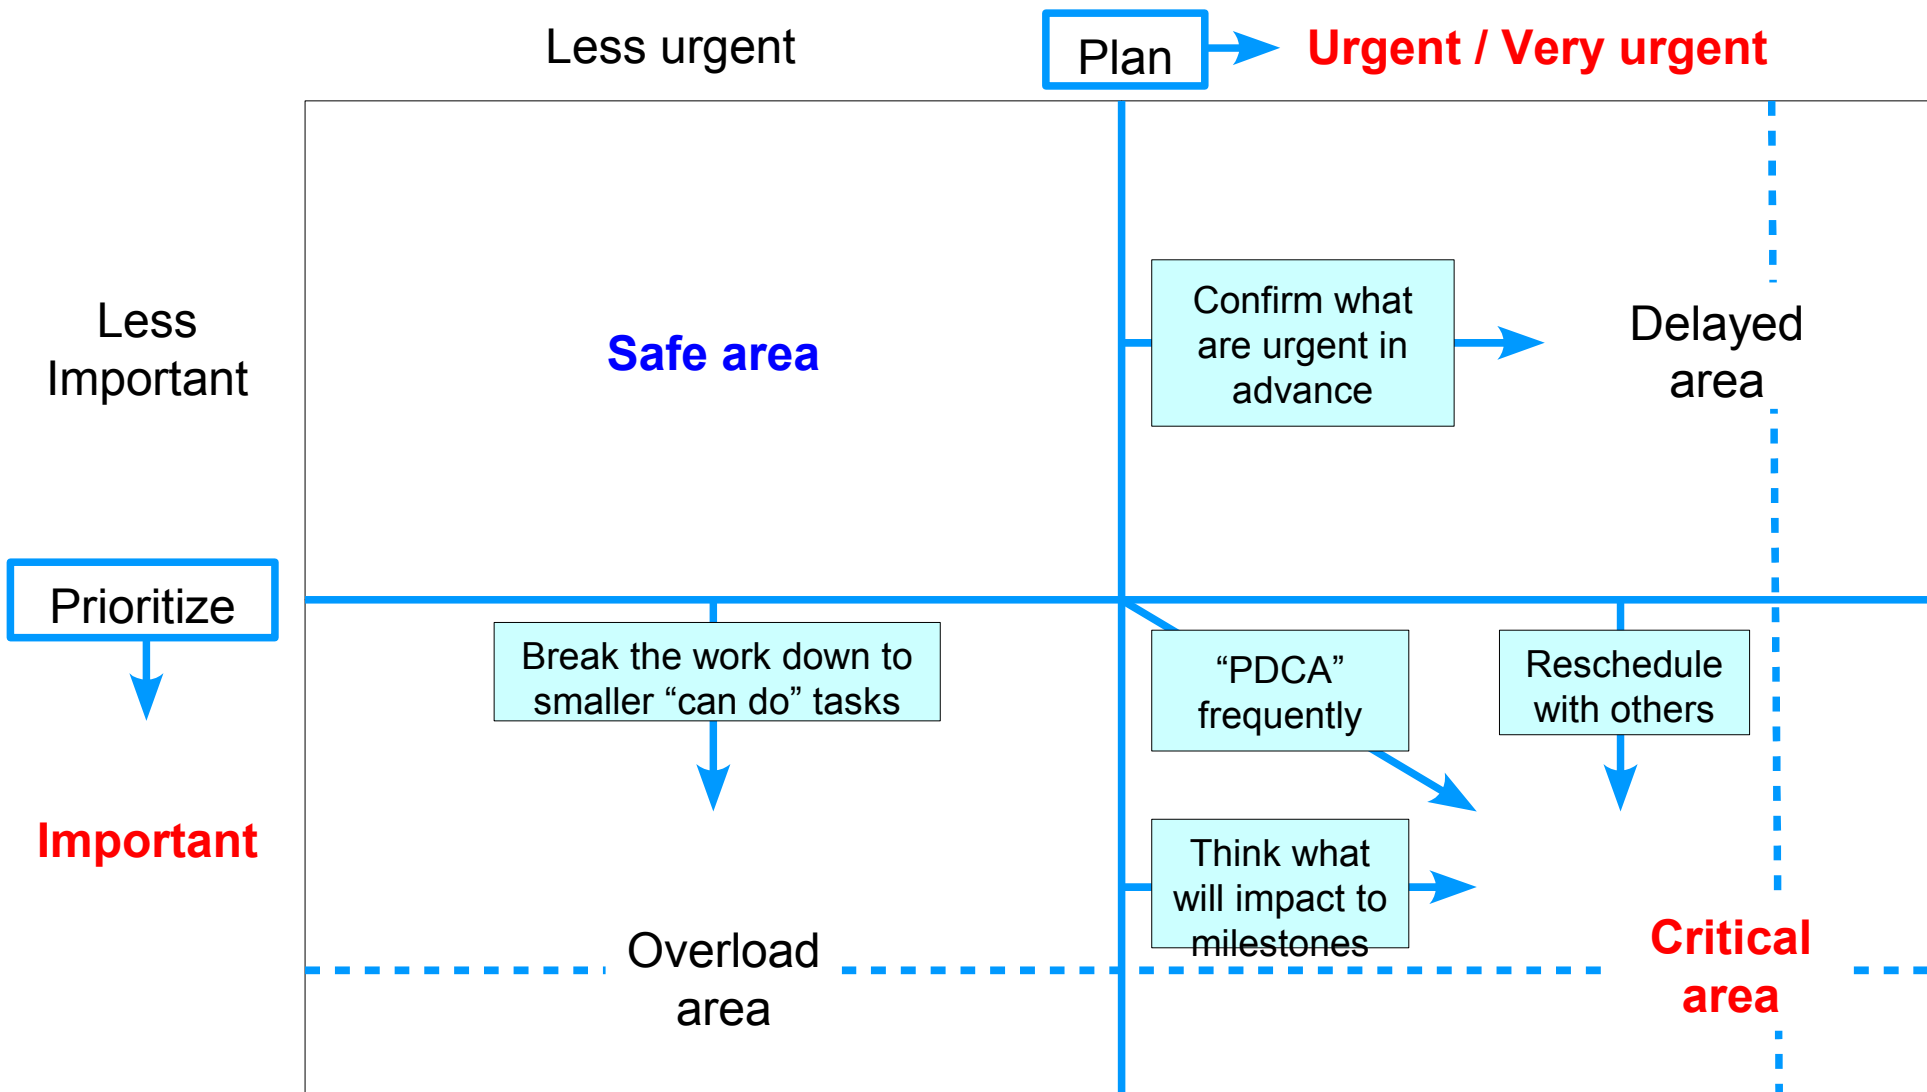 Less urgent
Plan
Urgent / Very urgent
Less
Important
Safe area
Confirm what
are urgent in
advance
Delayed
area
Prioritize
Break the work down to
smaller “can do” tasks
“PDCA”
frequently
Reschedule
with others
Important
Think what
will impact to
milestones
Overload
area
Critical
area